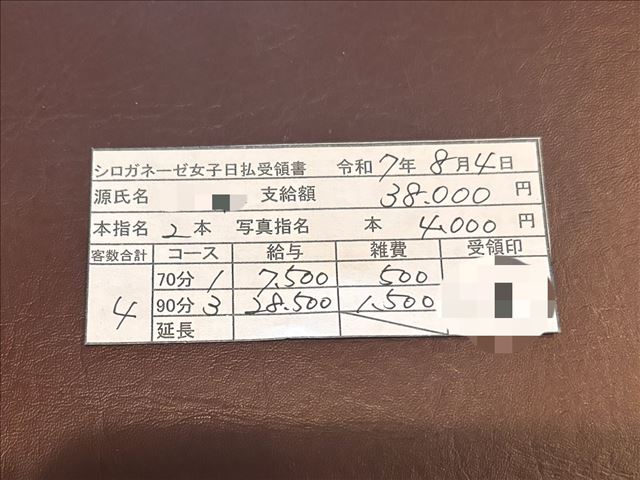 シロガネーゼ女子日払受領書 令和7年8月4日
源氏名 支給額 38.000 円
本指名 2 本 写真指名 本 4.000 円
客数合計 コース 給与 雑費 受領印
4 70分 1 7.500 500
90分 3 28.500 1.500
延長